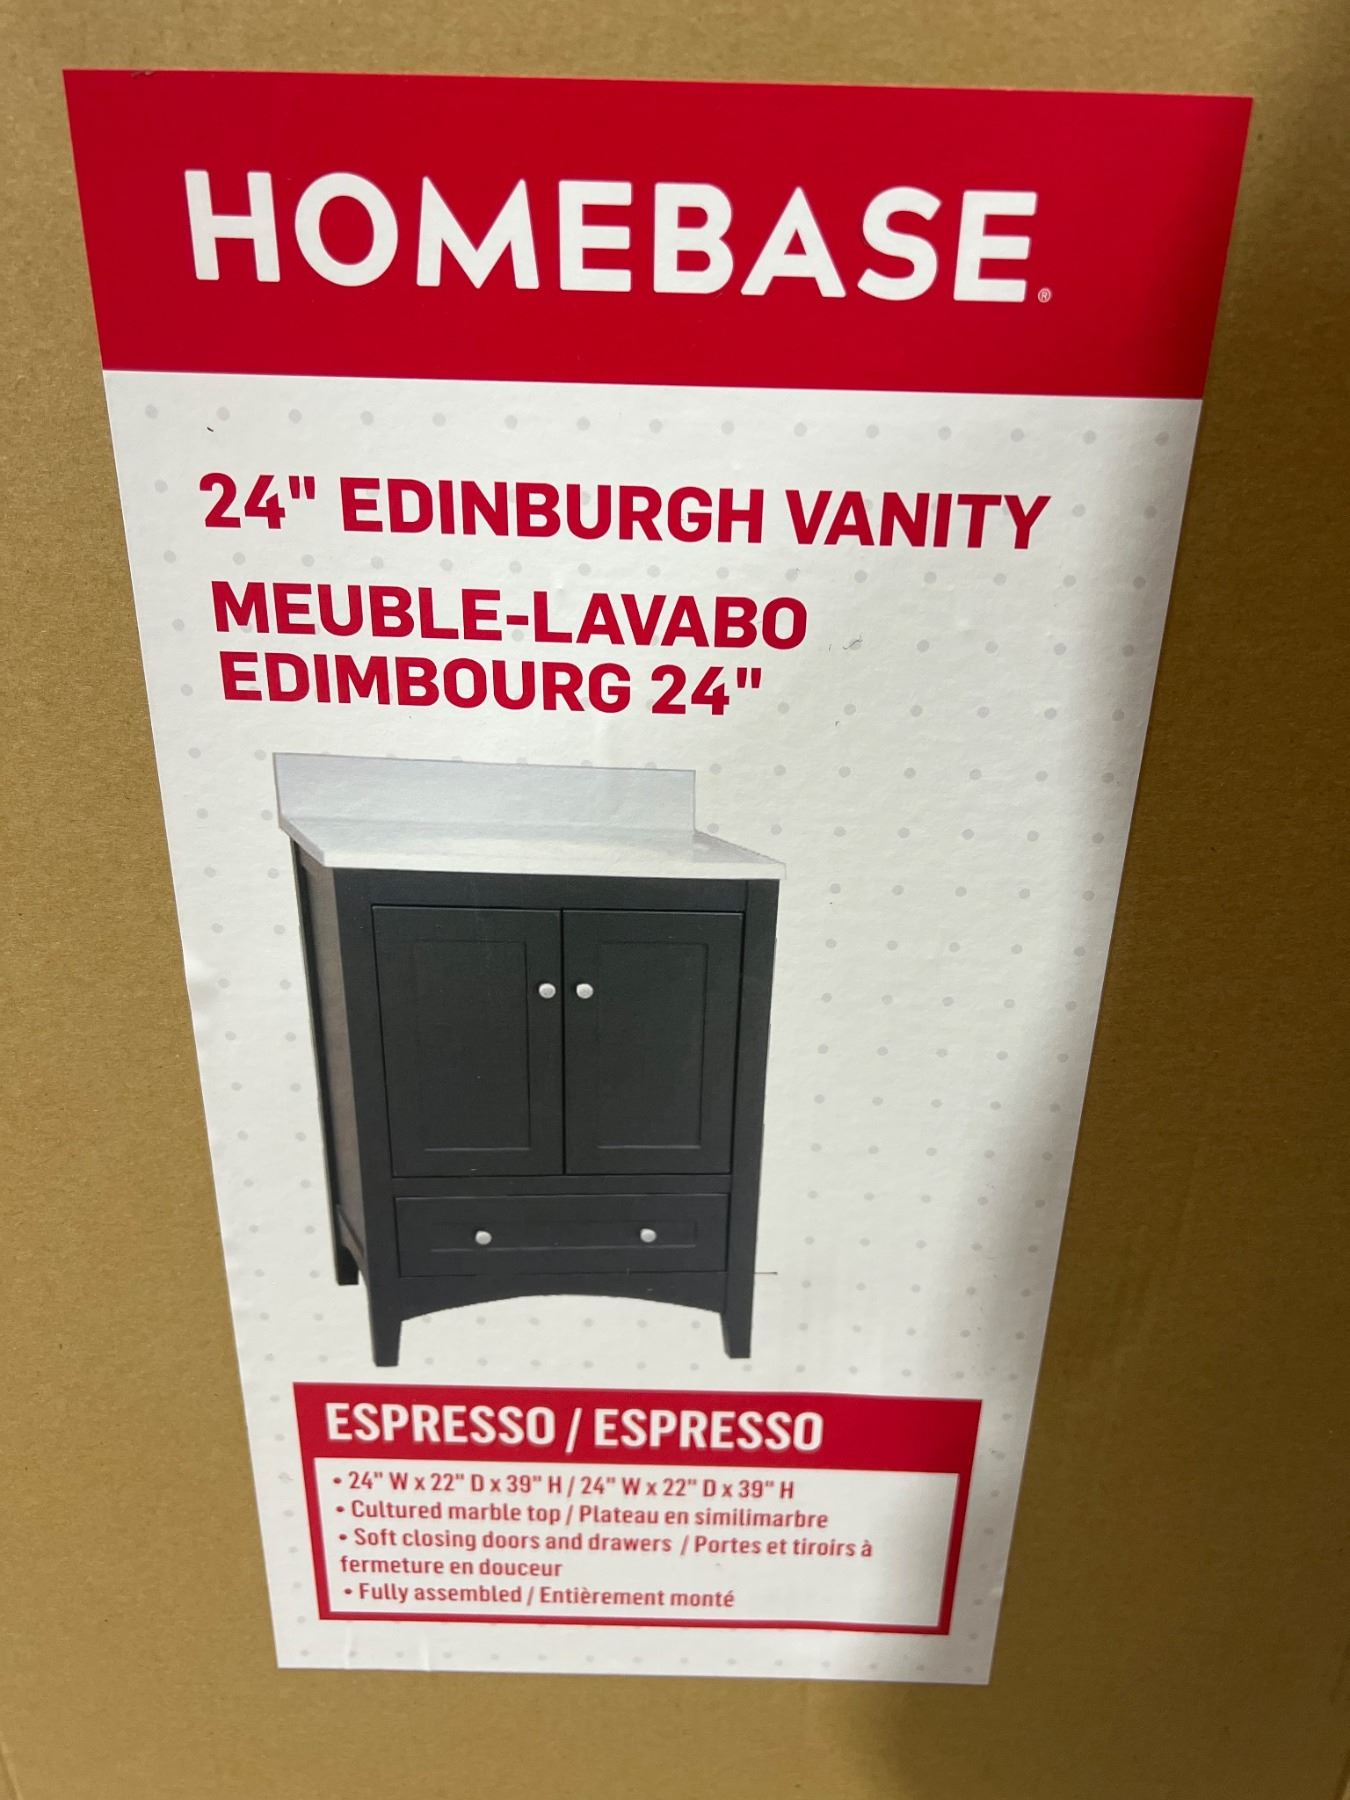 HOMEBASE®
24" EDINBURGH VANITY
MEUBLE-LAVABO
EDIMBOURG 24"
ESPRESSO / ESPRESSO
• 24" W x 22" D x 39" H / 24" W x 22" D x 39" H
• Cultured marble top / Plateau en similimarbre
• Soft closing doors and drawers / Portes et tiroirs à
fermeture en douceur
• Fully assembled / Entièrement monté